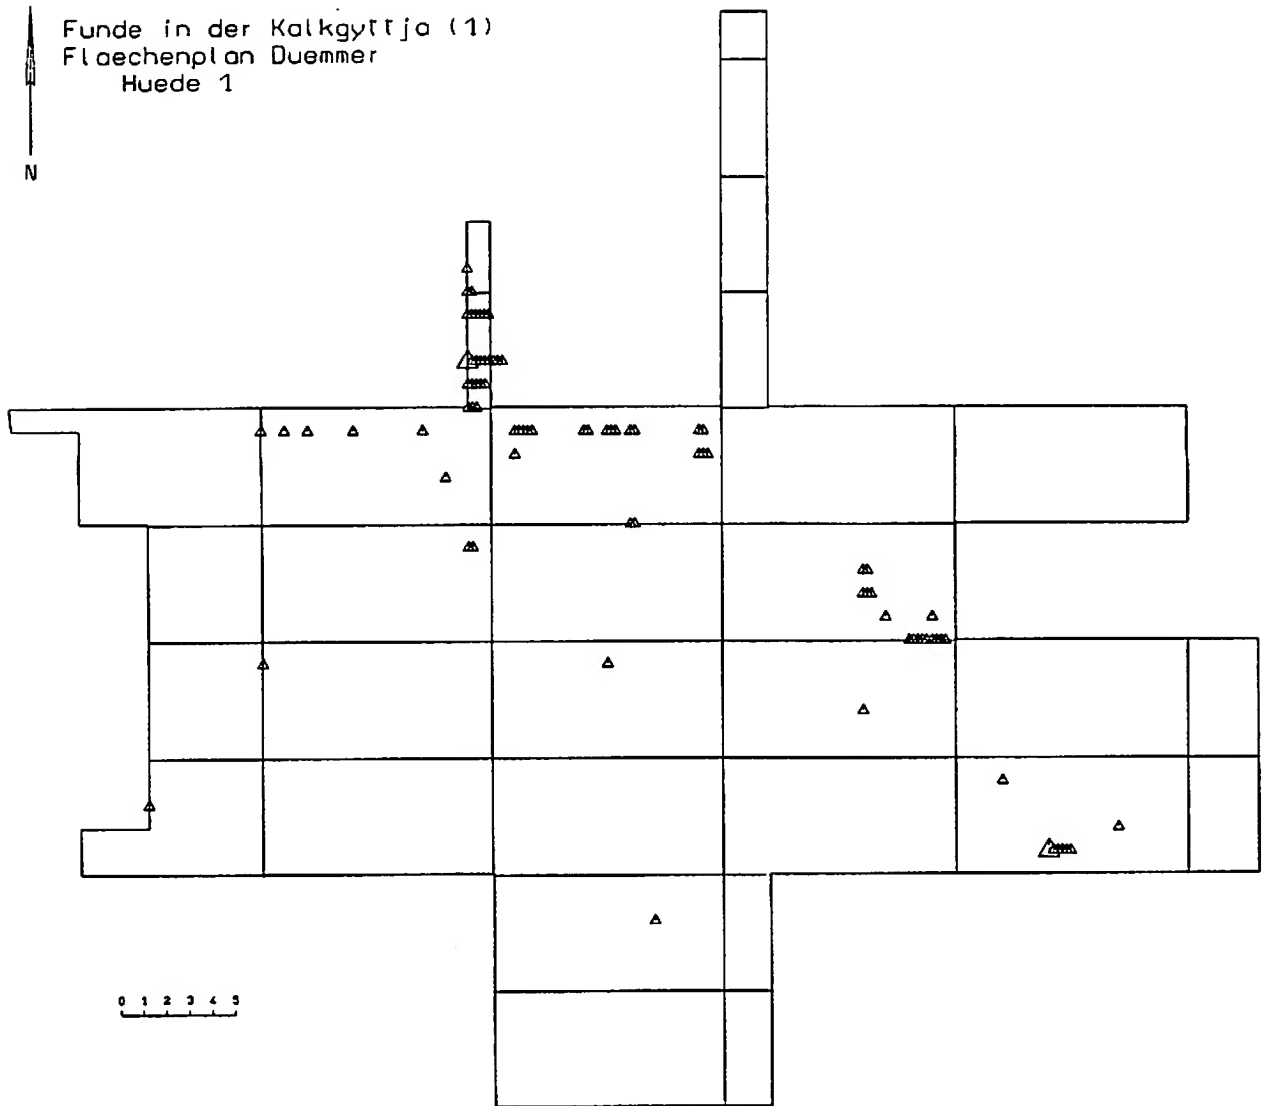 Funde in der Kalkgyttja (1)
Flaechenplan Duemmer
Huede 1
N
0 1 2 3 4 5